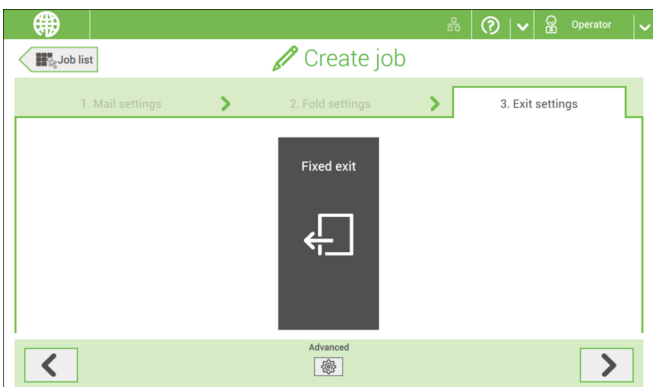 Operator
Job list
Create job
1. Mail settings
2. Fold settings
3. Exit settings
Fixed exit
Advanced